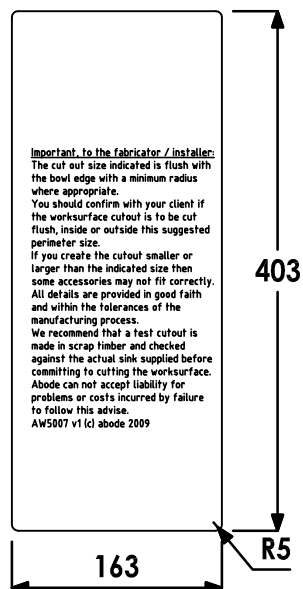 Important, to the fabricator / installer:
The cut out size indicated is flush with
the bowl edge with a minimum radius
where appropriate.
You should confirm with your client if
the worksurface cutout is to be cut
flush, inside or outside this suggested
perimeter size.
If you create the cutout smaller or
larger than the indicated size then
some accessories may not fit correctly.
All details are provided in good faith
and within the tolerances of the
manufacturing process.
We recommend that a test cutout is
made in scrap timber and checked
against the actual sink supplied before
committing to cutting the worksurface.
Abode can not accept liability for
problems or costs incurred by failure
to follow this advise.
AW5007 v1 (c) abode 2009
403
R5
163